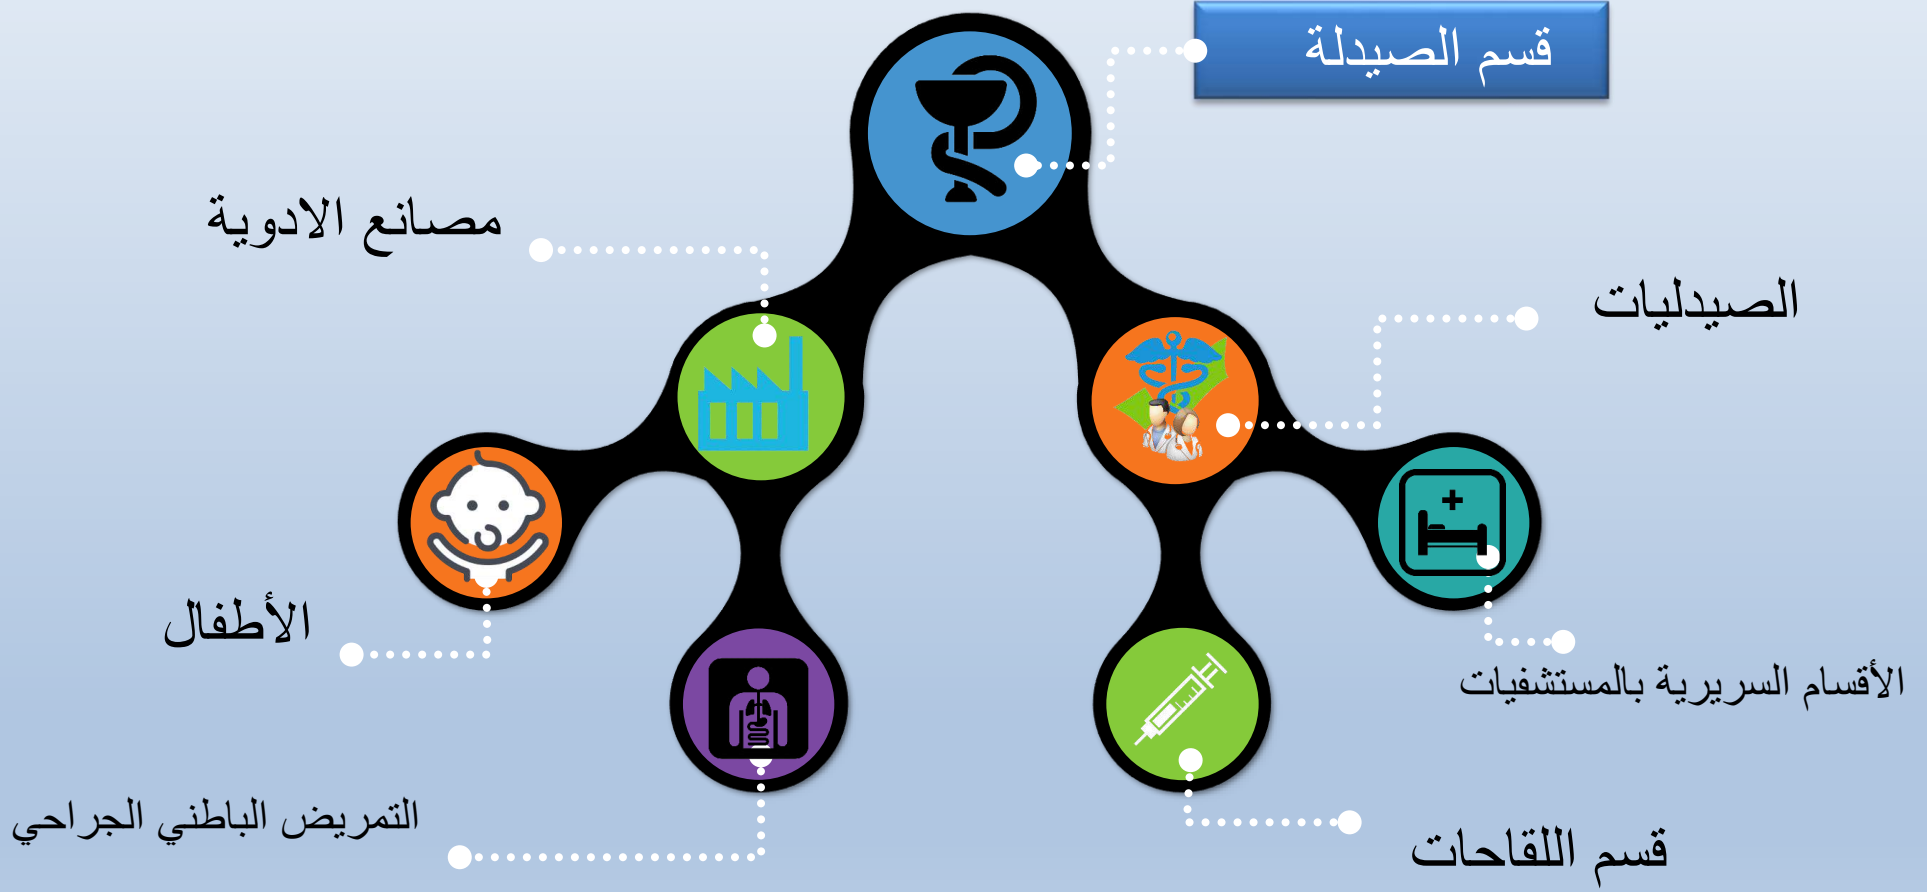 قسم الصيدلة
مصانع الادوية
الصيدليات
الأطفال
الأقسام السريرية بالمستشفيات
التمريض الباطني الجراحي
قسم اللقاحات